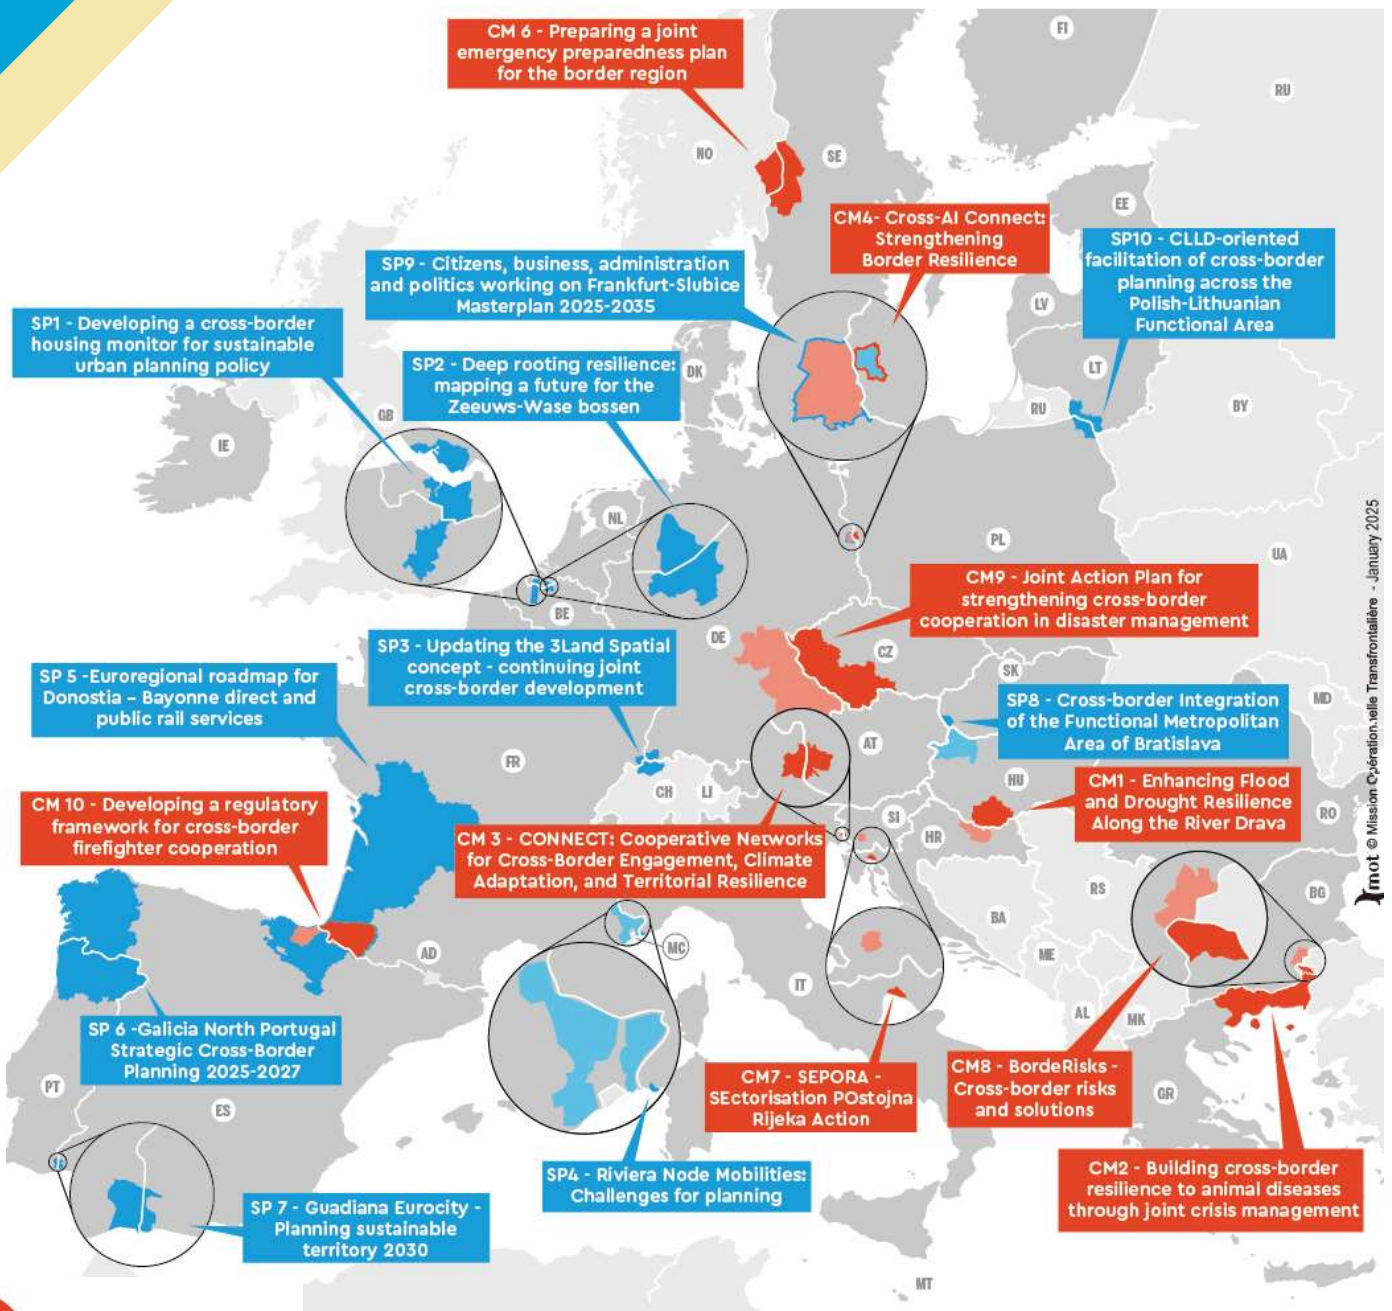 CM 6 - Preparing a joint
emergency preparedness plan
for the border region
FI
RU
NO
SE
EE
CM4- Cross-AI Connect:
Strengthening
Border Resilience
SP10 - CLLD-oriented
facilitation of cross-border
planning across the
Polish-Lithuanian
Functional Area
SP9 - Citizens, business, administration
and politics working on Frankfurt-Slubice
Masterplan 2025-2035
LV
SP1 - Developing a cross-border
housing monitor for sustainable
urban planning policy
SP2 - Deep rooting resilience:
mapping a future for the
Zeeuws-Wase bossen
DK
LT
RU
BY
GB
IE
NL
PL
UA
BE
CM9 - Joint Action Plan for
strengthening cross-border
cooperation in disaster management
DE
CZ
SK
MD
SP3 - Updating the 3Land Spatial
concept - continuing joint
cross-border development
SP 5 -Euroregional roadmap for
Donostia – Bayonne direct and
public rail services
SP8 - Cross-border Integration
of the Functional Metropolitan
Area of Bratislava
AT
FR
CH
LI
HU
CM1 - Enhancing Flood
and Drought Resilience
Along the River Drava
RO
SI
HR
CM 10 - Developing a regulatory
framework for cross-border
firefighter cooperation
CM 3 - CONNECT: Cooperative Networks
for Cross-Border Engagement, Climate
Adaptation, and Territorial Resilience
RS
BG
BA
MC
AD
ME
IT
AL
MK
SP 6 -Galicia North Portugal
Strategic Cross-Border
Planning 2025-2027
CM7 - SEPORA -
SEctorisation POstojna
Rijeka Action
CM8 - BordeRisks -
Cross-border risks
and solutions
PT
ES
GR
SP4 - Riviera Node Mobilities:
Challenges for planning
CM2 - Building cross-border
resilience to animal diseases
through joint crisis management
SP 7 - Guadiana Eurocity -
Planning sustainable
territory 2030
MT
mot © Mission Opérationnelle Transfrontalière - January 2025